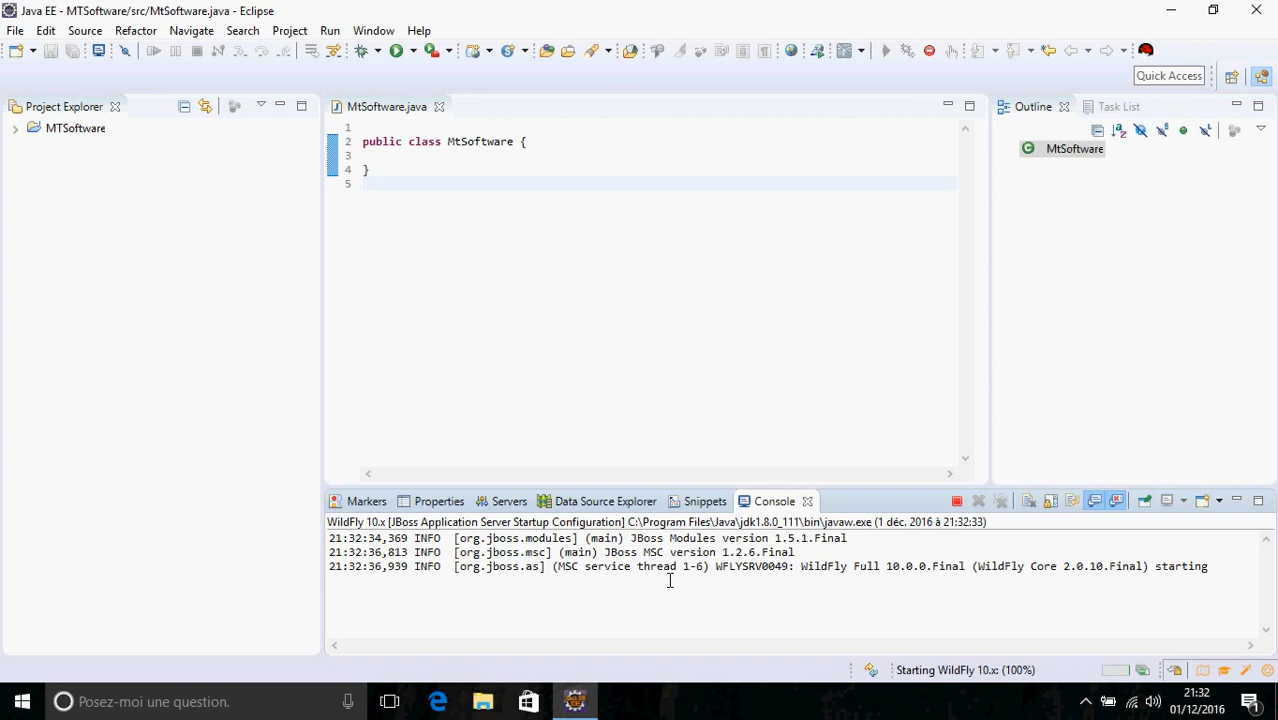 Java EE - MTSoftware/src/MtSoftware.java - Eclipse
File Edit Source Refactor Navigate Search Project Run Window Help
Quick Access
Project Explorer
MTSoftware
MtSoftware.java
1
2 public class MtSoftware {
3
4 }
5
Outline Task List
MtSoftware
Markers Properties Servers Data Source Explorer Snippets Console
WildFly 10.x [JBoss Application Server Startup Configuration] C:\Program Files\Java\jdk1.8.0_111\bin\javaw.exe (1 déc. 2016 à 21:32:33)
21:32:34,369 INFO [org.jboss.modules] (main) JBoss Modules version 1.5.1.Final
21:32:36,813 INFO [org.jboss.msc] (main) JBoss MSC version 1.2.6.Final
21:32:36,939 INFO [org.jboss.as] (MSC service thread 1-6) WFLYSRV0049: WildFly Full 10.0.0.Final (WildFly Core 2.0.10.Final) starting
Starting WildFly 10.x: (100%)
Posez-moi une question.
21:32
01/12/2016
1